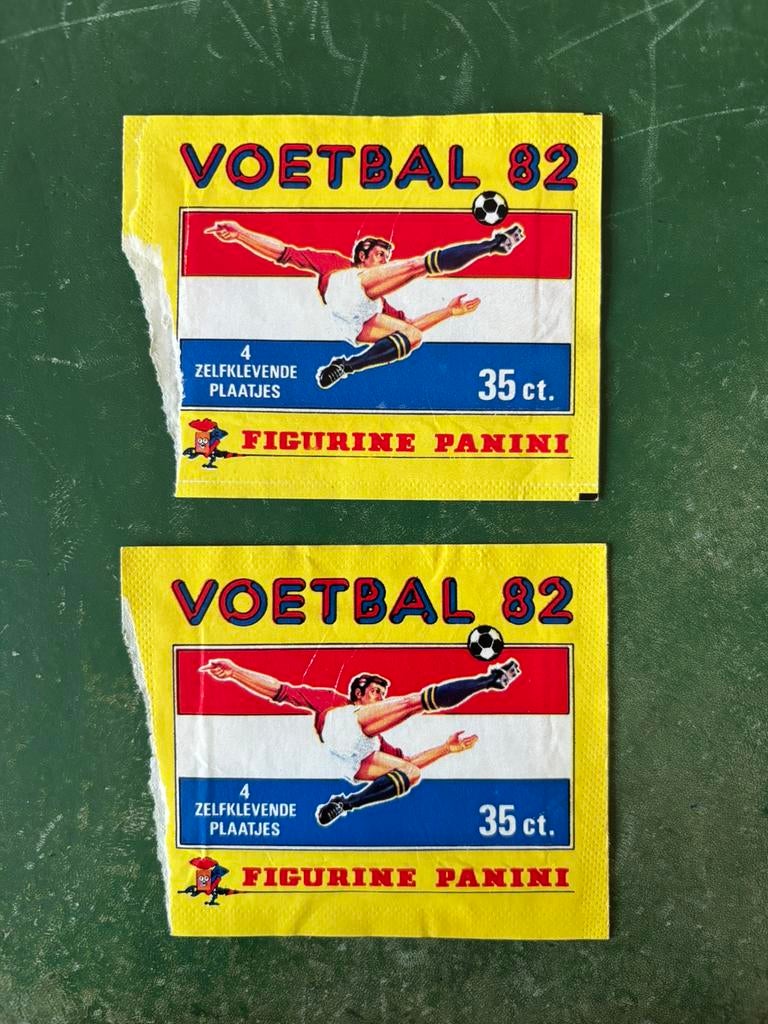 VOETBAL 82
4
ZELFKLEVENDE
PLAATJES
35 ct.
FIGURINE PANINI
VOETBAL 82
4
ZELFKLEVENDE
PLAATJES
35 ct.
FIGURINE PANINI